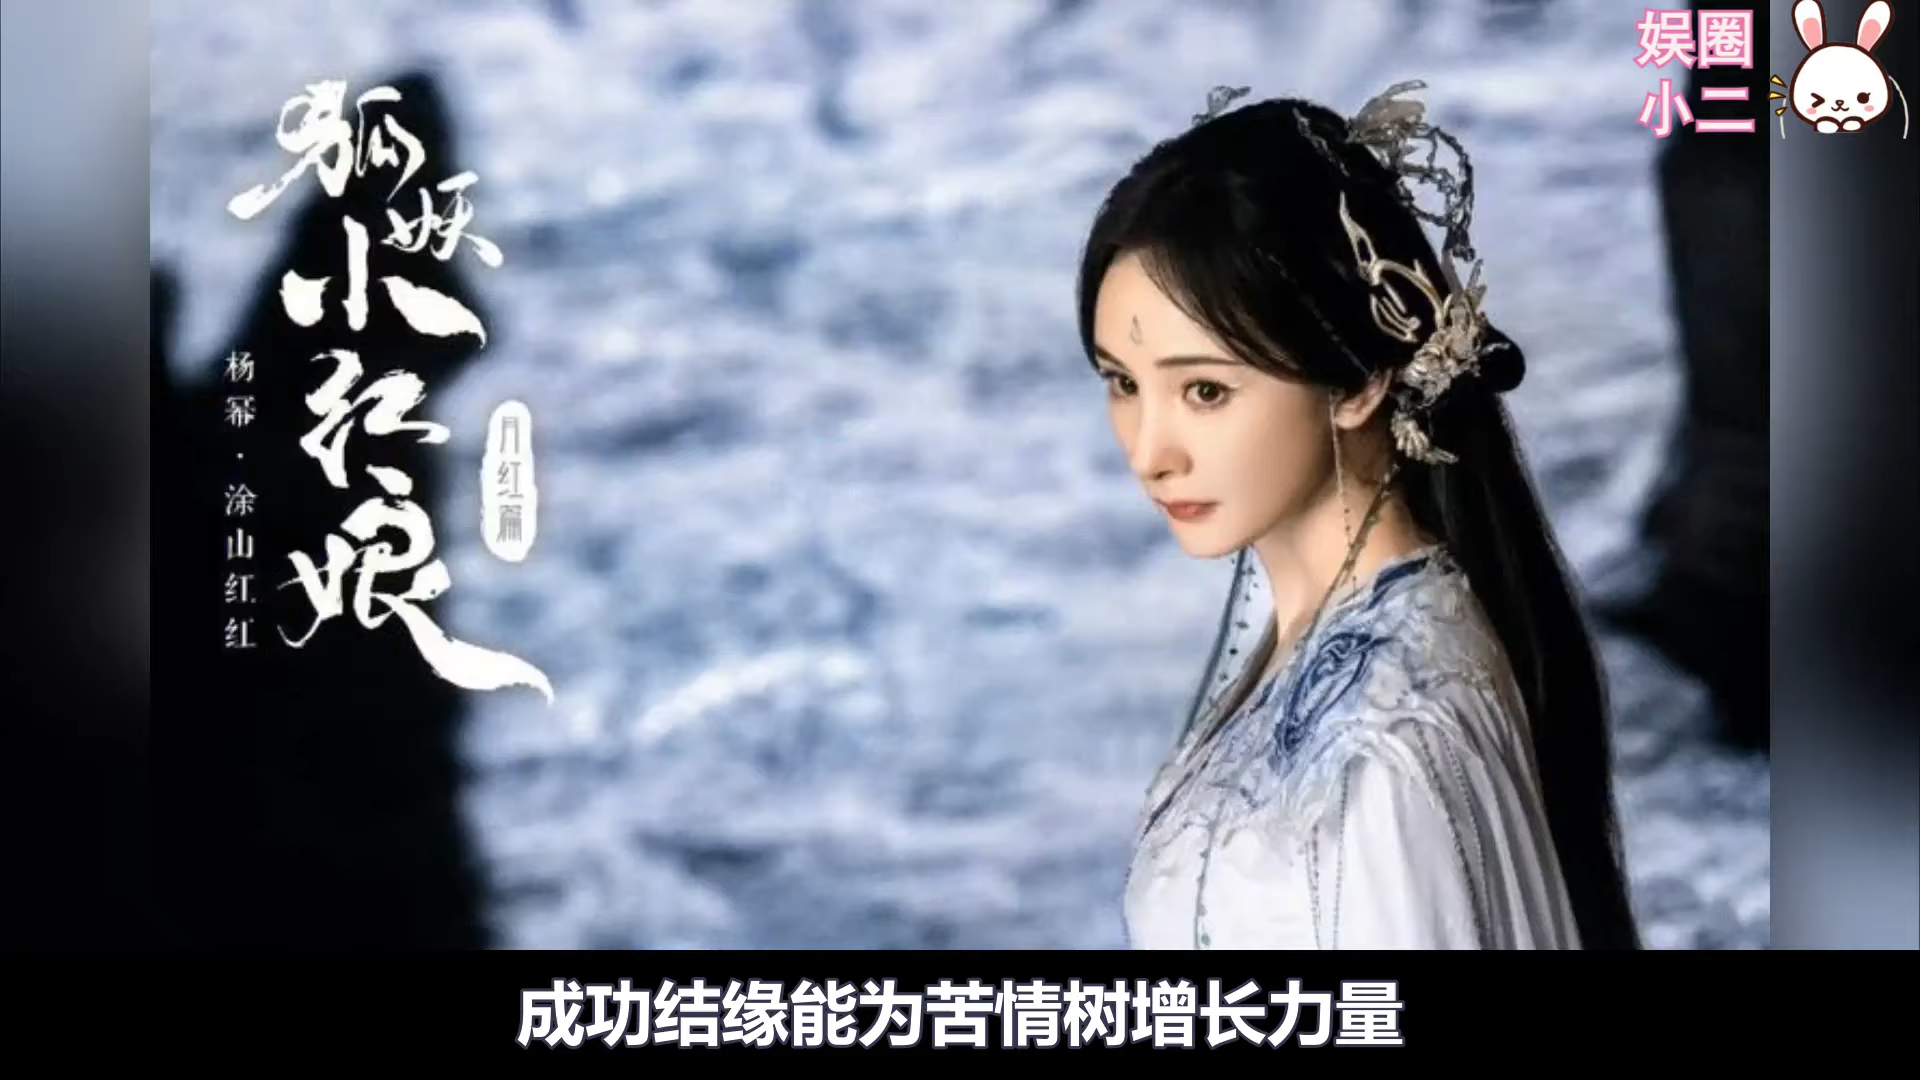 娱圈
小二
狐妖小红娘
月红篇
杨幂·涂山红红
成功结缘能为苦情树增长力量